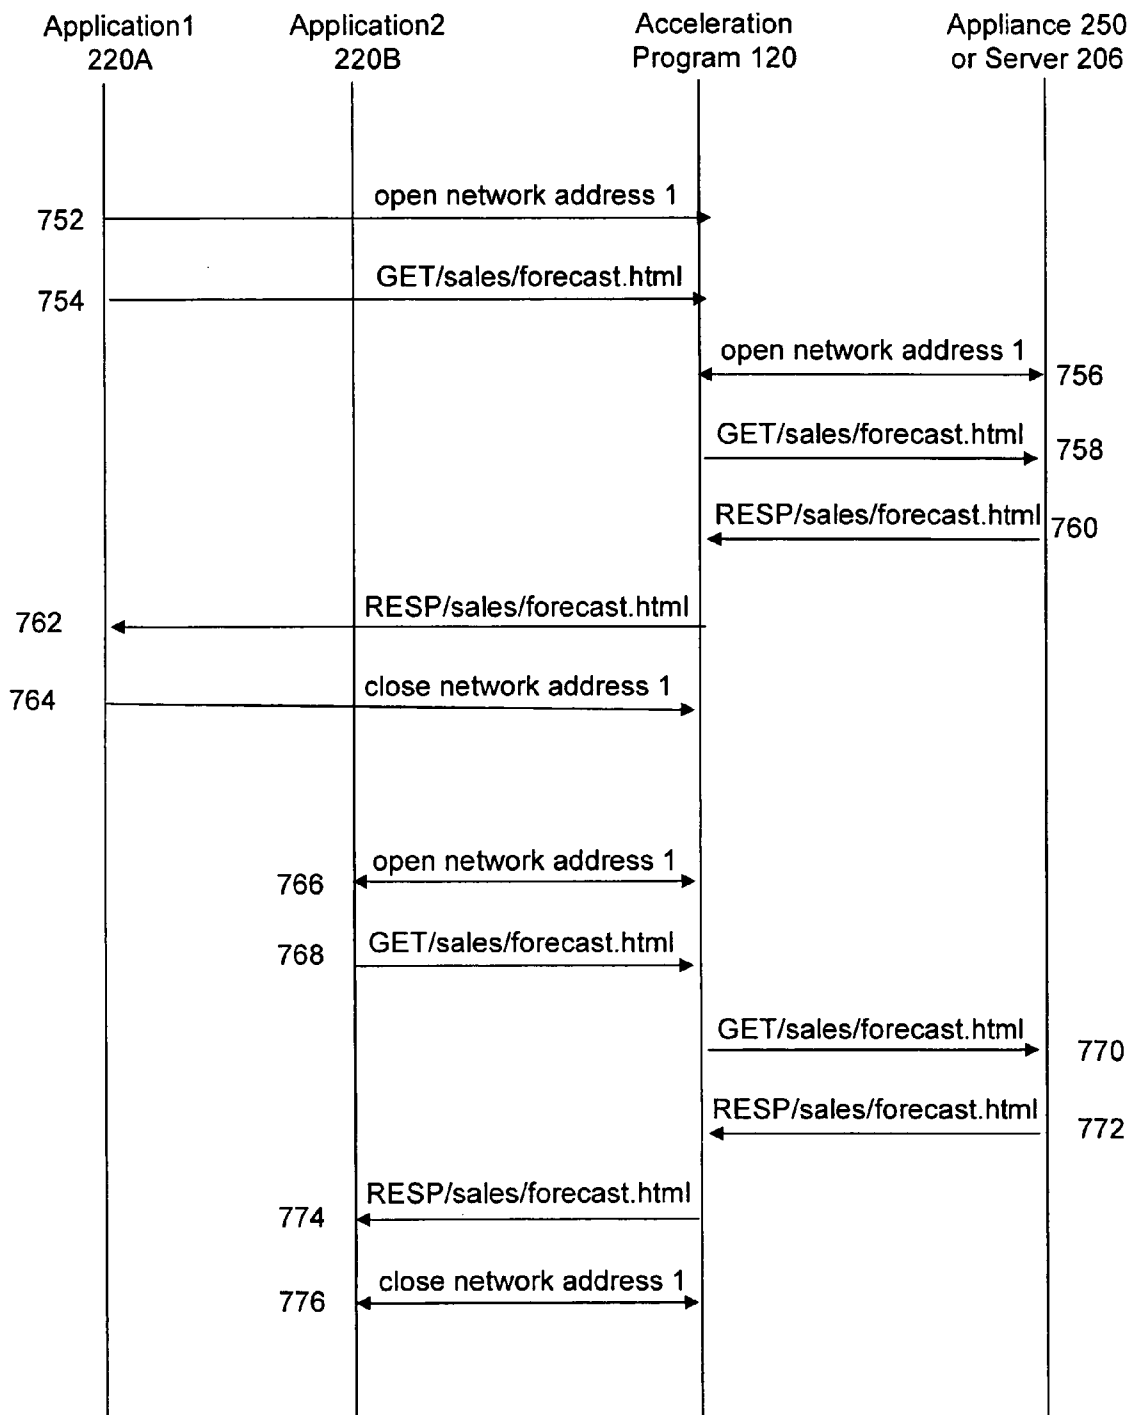 Application1
220A
Application2
220B
Acceleration
Program 120
Appliance 250
or Server 206
752
open network address 1
754
GET/sales/forecast.html
open network address 1
756
GET/sales/forecast.html
758
RESP/sales/forecast.html
760
762
RESP/sales/forecast.html
764
close network address 1
766
open network address 1
768
GET/sales/forecast.html
GET/sales/forecast.html
770
RESP/sales/forecast.html
772
774
RESP/sales/forecast.html
776
close network address 1